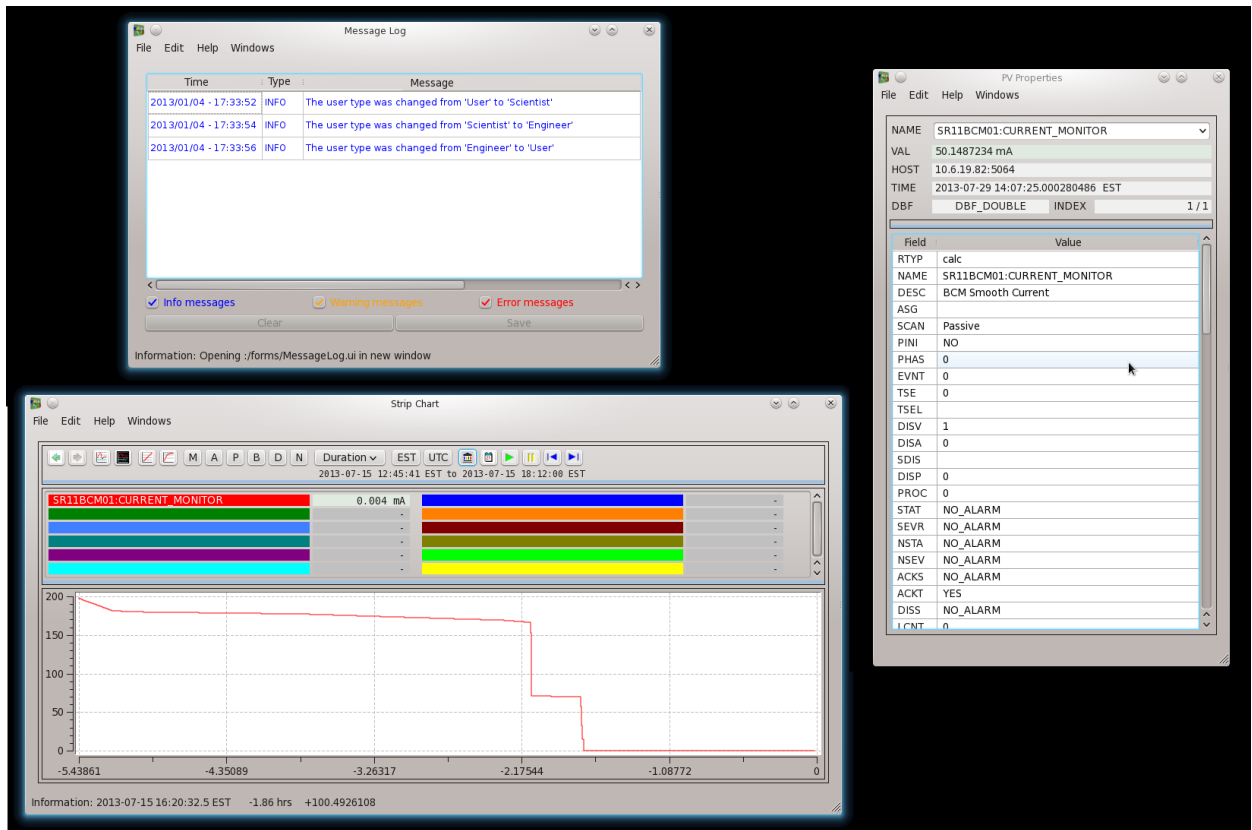 Message Log
File Edit Help Windows
Time Type Message
2013/01/04 - 17:33:52 INFO The user type was changed from 'User' to 'Scientist'
2013/01/04 - 17:33:54 INFO The user type was changed from 'Scientist' to 'Engineer'
2013/01/04 - 17:33:56 INFO The user type was changed from 'Engineer' to 'User'
Info messages Warning messages Error messages
Clear Save
Information: Opening :/forms/MessageLog.ui in new window
Strip Chart
File Edit Help Windows
M A P B D N Duration EST UTC
2013-07-15 12:45:41 EST to 2013-07-15 18:12:00 EST
SR11BCM01:CURRENT_MONITOR 0.004 mA -
- -
- -
- -
- -
- -
200
150
100
50
0
-5.43861 -4.35089 -3.26317 -2.17544 -1.08772 0
Information: 2013-07-15 16:20:32.5 EST -1.86 hrs +100.4926108
PV Properties
File Edit Help Windows
NAME SR11BCM01:CURRENT_MONITOR
VAL 50.1487234 mA
HOST 10.6.19.82:5064
TIME 2013-07-29 14:07:25.000280486 EST
DBF DBF_DOUBLE INDEX 1 / 1
Field Value
RTYP calc
NAME SR11BCM01:CURRENT_MONITOR
DESC BCM Smooth Current
ASG
SCAN Passive
PINI NO
PHAS 0
EVNT 0
TSE 0
TSEL
DISV 1
DISA 0
SDIS
DISP 0
PROC 0
STAT NO_ALARM
SEVR NO_ALARM
NSTA NO_ALARM
NSEV NO_ALARM
ACKS NO_ALARM
ACKT YES
DISS NO_ALARM
LCNT 0